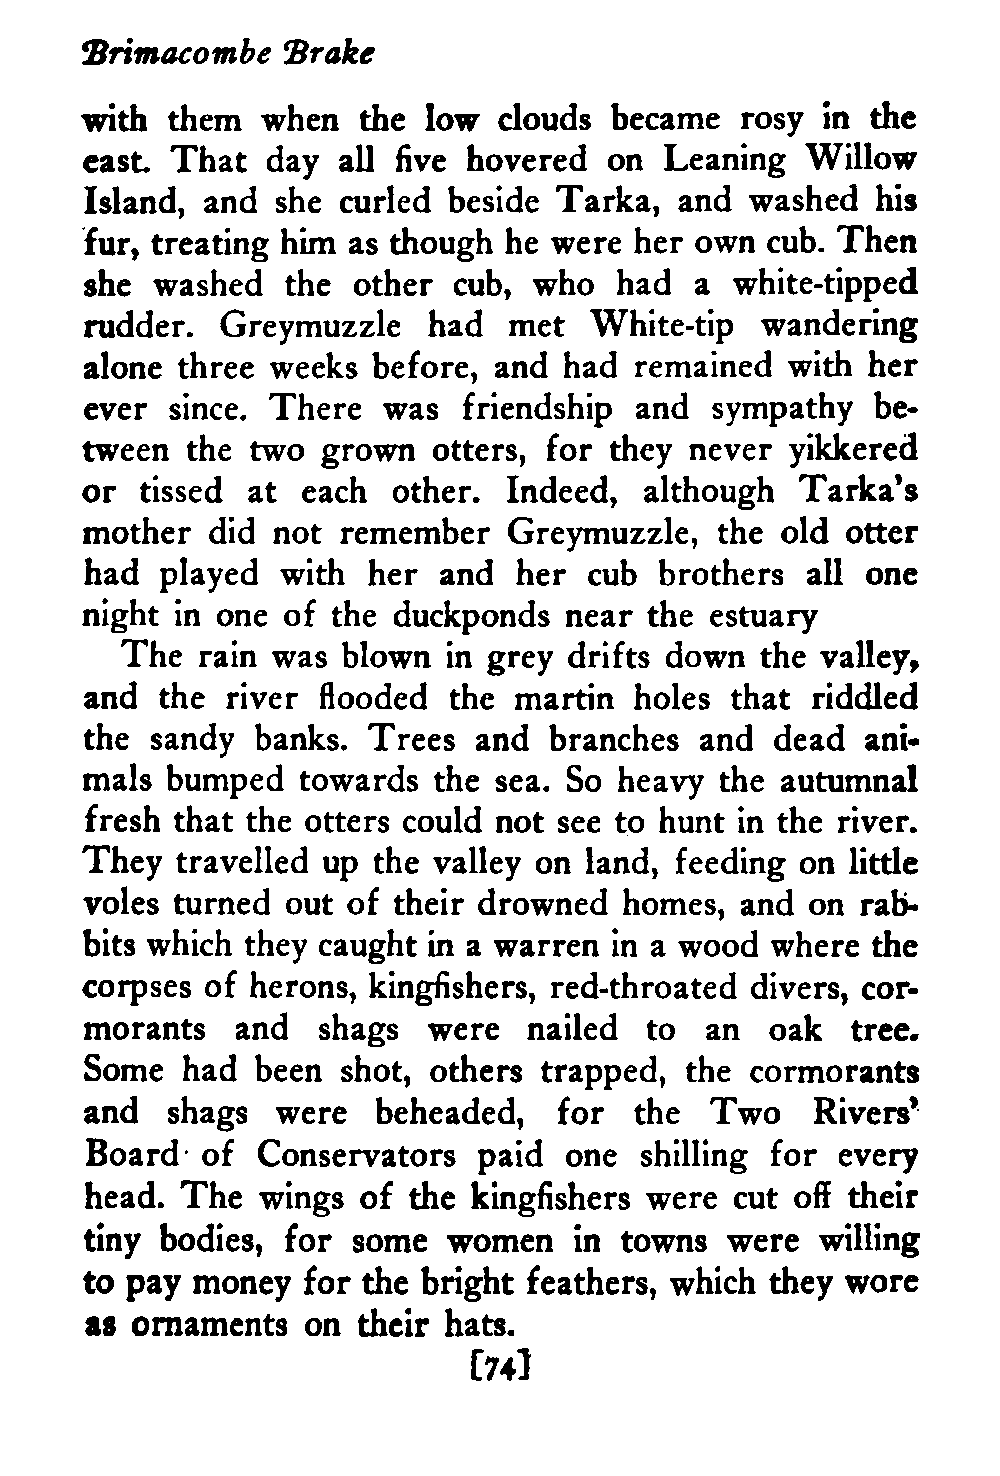 Brimacombe Brake
with them when the low clouds became rosy in the
east. That day all five hovered on Leaning Willow
Island, and she curled beside Tarka, and washed his
fur, treating him as though he were her own cub. Then
she washed the other cub, who had a white-tipped
rudder. Greymuzzle had met White-tip wandering
alone three weeks before, and had remained with her
ever since. There was friendship and sympathy be-
tween the two grown otters, for they never yikkered
or tissed at each other. Indeed, although Tarka's
mother did not remember Greymuzzle, the old otter
had played with her and her cub brothers all one
night in one of the duckponds near the estuary
The rain was blown in grey drifts down the valley,
and the river flooded the martin holes that riddled
the sandy banks. Trees and branches and dead ani-
mals bumped towards the sea. So heavy the autumnal
fresh that the otters could not see to hunt in the river.
They travelled up the valley on land, feeding on little
voles turned out of their drowned homes, and on rab-
bits which they caught in a warren in a wood where the
corpses of herons, kingfishers, red-throated divers, cor-
morants and shags were nailed to an oak tree.
Some had been shot, others trapped, the cormorants
and shags were beheaded, for the Two Rivers'
Board of Conservators paid one shilling for every
head. The wings of the kingfishers were cut off their
tiny bodies, for some women in towns were willing
to pay money for the bright feathers, which they wore
as ornaments on their hats.
[74]